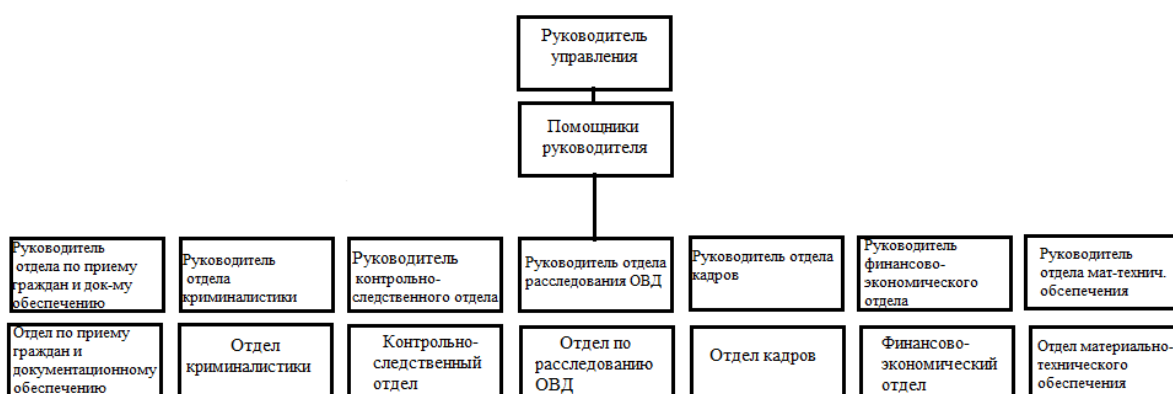 Руководитель
управления
Помощники
руководителя
Руководитель
отдела по приему
граждан и док-му
обеспечению
Руководитель
отдела
криминалистики
Руководитель
контрольно-
следственного отдела
Руководитель отдела
расследования ОВД
Руководитель отдела
кадров
Руководитель
финансово-
экономического
отдела
Руководитель
отдела мат-технич.
обсепечения
Отдел по приему
граждан и
документационному
обеспечению
Отдел
криминалистики
Контрольно-
следственный
отдел
Отдел по
расследованию
ОВД
Отдел кадров
Финансово-
экономический
отдел
Отдел материально-
технического
обеспечения